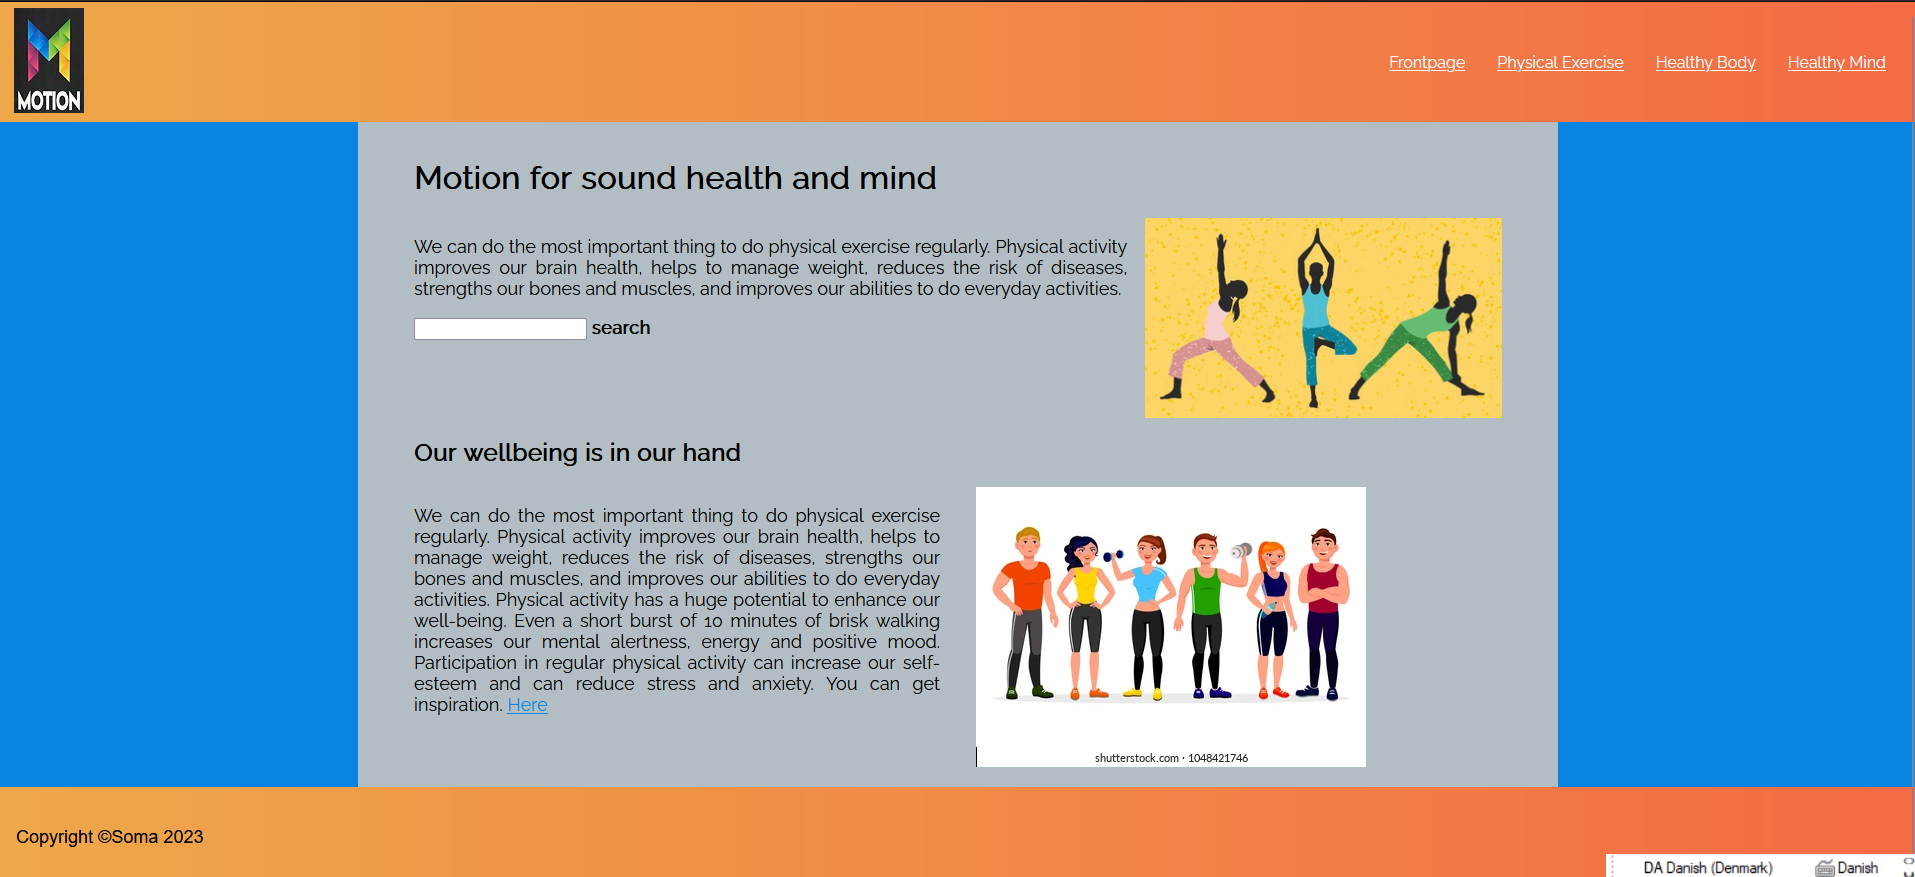 MOTION
Frontpage Physical Exercise Healthy Body Healthy Mind
Motion for sound health and mind
We can do the most important thing to do physical exercise regularly. Physical activity
improves our brain health, helps to manage weight, reduces the risk of diseases,
strengths our bones and muscles, and improves our abilities to do everyday activities.
search
Our wellbeing is in our hand
We can do the most important thing to do physical exercise
regularly. Physical activity improves our brain health, helps to
manage weight, reduces the risk of diseases, strengths our
bones and muscles, and improves our abilities to do everyday
activities. Physical activity has a huge potential to enhance our
well-being. Even a short burst of 10 minutes of brisk walking
increases our mental alertness, energy and positive mood.
Participation in regular physical activity can increase our self-
esteem and can reduce stress and anxiety. You can get
inspiration. Here
shutterstock.com · 1048421746
Copyright ©Soma 2023
DA Danish (Denmark) Danish